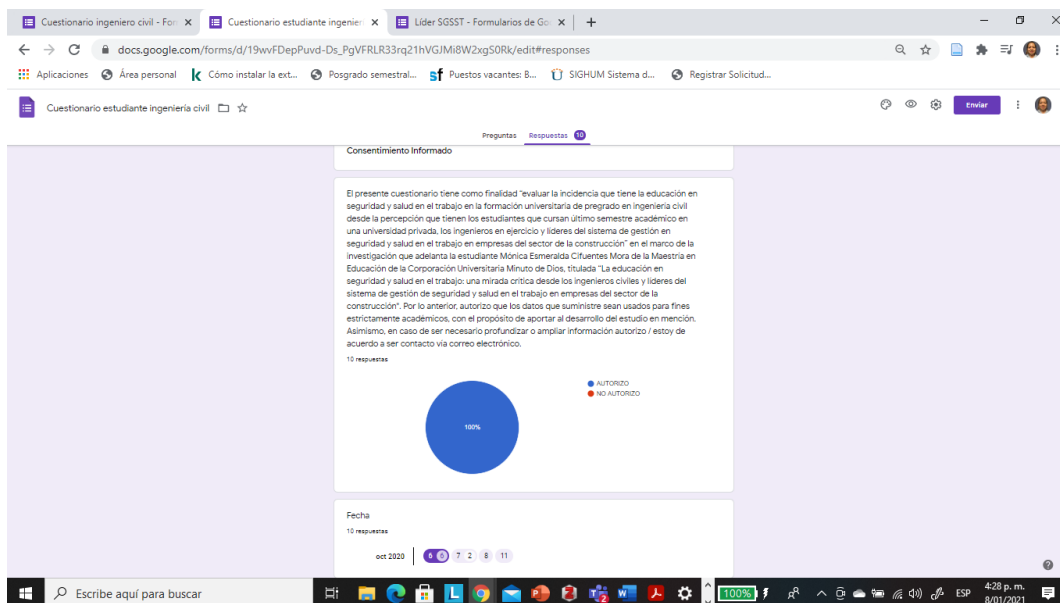 Cuestionario ingeniero civil - For
Cuestionario estudiante ingenier
Líder SGSST - Formularios de Go
docs.google.com/forms/d/19wvFDepPuvd-Ds_PgVFRLR33rq21hVGJMi8W2xgS0Rk/edit#responses
Aplicaciones
Área personal
Cómo instalar la ext...
Posgrado semestral...
Puestos vacantes: B...
SIGHUM Sistema d...
Registrar Solicitud...
Cuestionario estudiante ingeniería civil
Enviar
Preguntas
Respuestas 10
Consentimiento Informado
El presente cuestionario tiene como finalidad "evaluar la incidencia que tiene la educación en
seguridad y salud en el trabajo en la formación universitaria de pregrado en ingeniería civil
desde la percepción que tienen los estudiantes que cursan último semestre académico en
una universidad privada, los ingenieros en ejercicio y líderes del sistema de gestión en
seguridad y salud en el trabajo en empresas del sector de la construcción" en el marco de la
investigación que adelanta la estudiante Mónica Esmeralda Cifuentes Mora de la Maestría en
Educación de la Corporación Universitaria Minuto de Dios, titulada "La educación en
seguridad y salud en el trabajo: una mirada crítica desde los ingenieros civiles y líderes del
sistema de gestión de seguridad y salud en el trabajo en empresas del sector de la
construcción". Por lo anterior, autorizo que los datos que suministre sean usados para fines
estrictamente académicos, con el propósito de aportar al desarrollo del estudio en mención.
Asimismo, en caso de ser necesario profundizar o ampliar información autorizo / estoy de
acuerdo a ser contacto vía correo electrónico.
10 respuestas
AUTORIZO
NO AUTORIZO
100%
Fecha
10 respuestas
oct 2020
6 6 7 2 8 11
Escribe aquí para buscar
100%
ESP
4:28 p. m.
8/01/2021